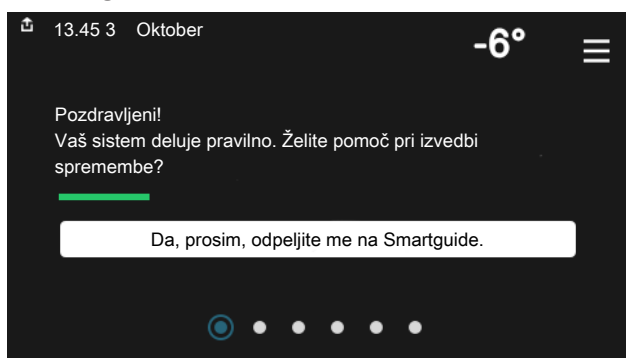 13.45 3 Oktober
-6°
Pozdravljeni!
Vaš sistem deluje pravilno. Želite pomoč pri izvedbi
spremembe?
Da, prosim, odpeljite me na Smartguide.